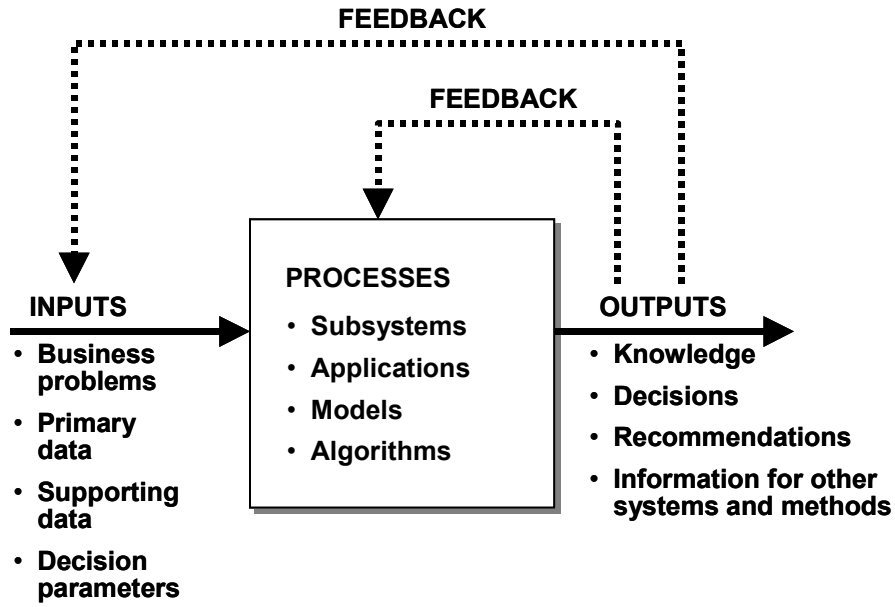 FEEDBACK
FEEDBACK
INPUTS
• Business
problems
• Primary
data
• Supporting
data
• Decision
parameters
PROCESSES
• Subsystems
• Applications
• Models
• Algorithms
OUTPUTS
• Knowledge
• Decisions
• Recommendations
• Information for other
systems and methods